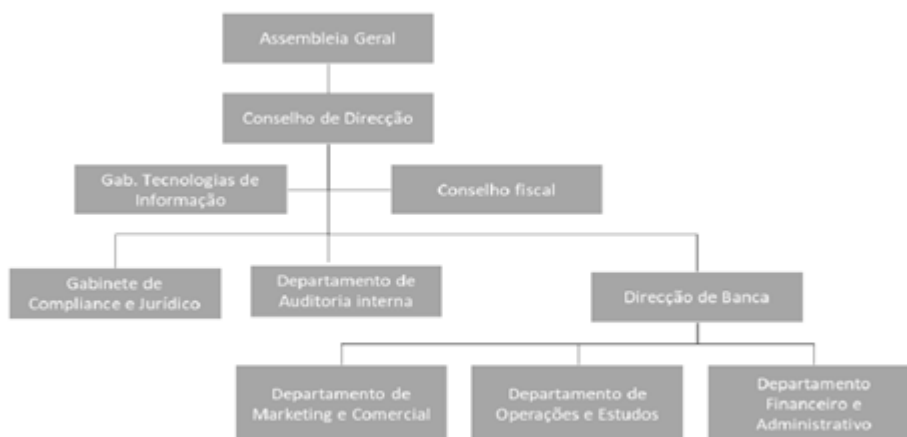 Assembleia Geral
Conselho de Direcção
Gab. Tecnologias de
Informação
Conselho fiscal
Gabinete de
Compliance e Jurídico
Departamento de
Auditoria interna
Direcção de Banca
Departamento de
Marketing e Comercial
Departamento de
Operações e Estudos
Departamento
Financeiro e
Administrativo